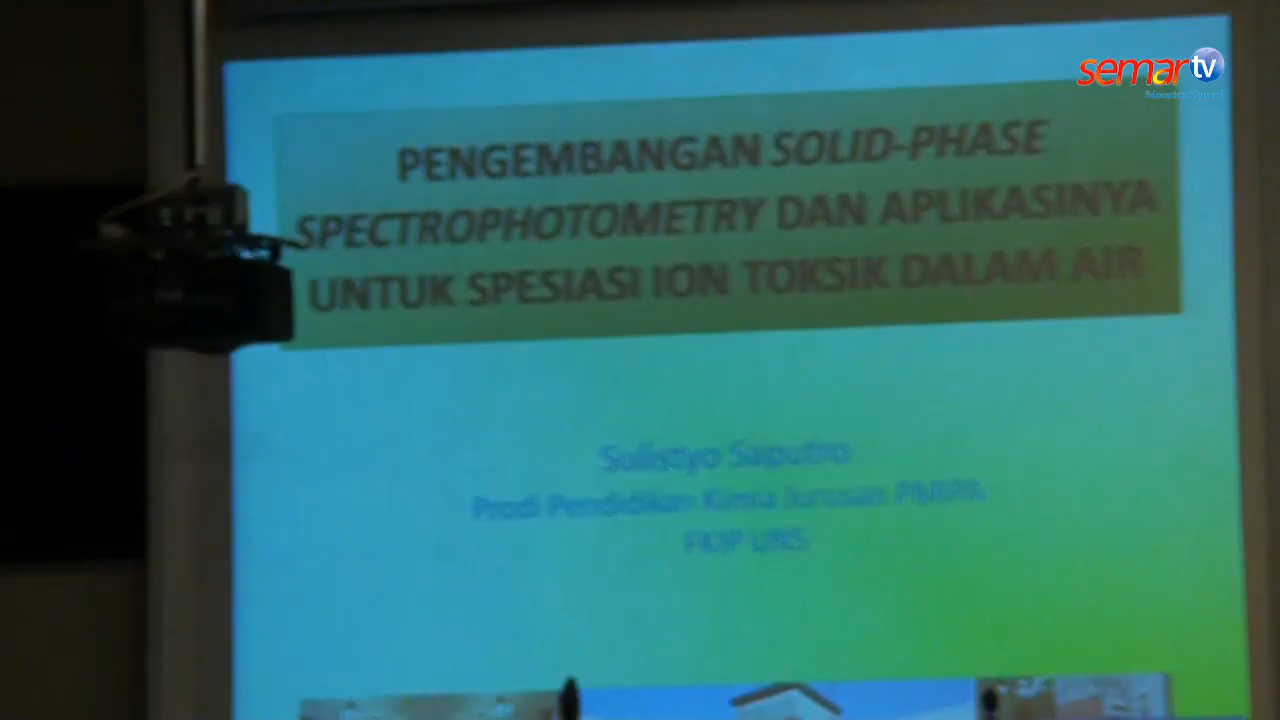 semartv
PENGEMBANGAN SOLID-PHASE
SPECTROPHOTOMETRY DAN APLIKASINYA
UNTUK SPESIASI ION TOKSIK DALAM AIR
Sulistyo Saputro
Prodi Pendidikan Kimia Jurusan PMIPA
FKIP UNS